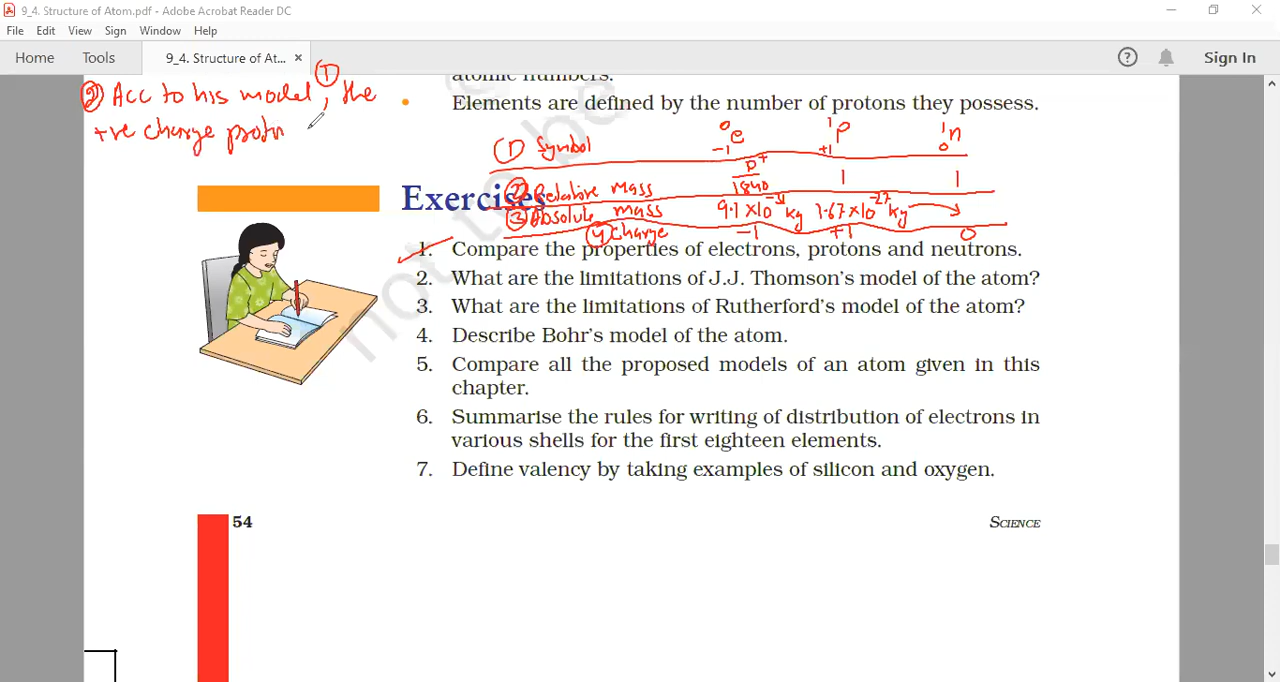 9_4. Structure of Atom.pdf - Adobe Acrobat Reader DC
File Edit View Sign Window Help
Home Tools 9_4. Structure of At... × ? Sign In
atomic numbers.
② Acc to his model ①, the
+ve charge protn
• Elements are defined by the number of protons they possess.
① Symbol ⁰₋₁e ¹₊₁p ¹₀n
② Relative mass p⁺/1840 1 1
③ Absolute mass 9.1 × 10⁻³¹ kg 1.67 × 10⁻²⁷ kg →
④ Charge −1 +1 0
Exercises
1. Compare the properties of electrons, protons and neutrons.
2. What are the limitations of J.J. Thomson's model of the atom?
3. What are the limitations of Rutherford's model of the atom?
4. Describe Bohr's model of the atom.
5. Compare all the proposed models of an atom given in this
chapter.
6. Summarise the rules for writing of distribution of electrons in
various shells for the first eighteen elements.
7. Define valency by taking examples of silicon and oxygen.
54 SCIENCE
not to be